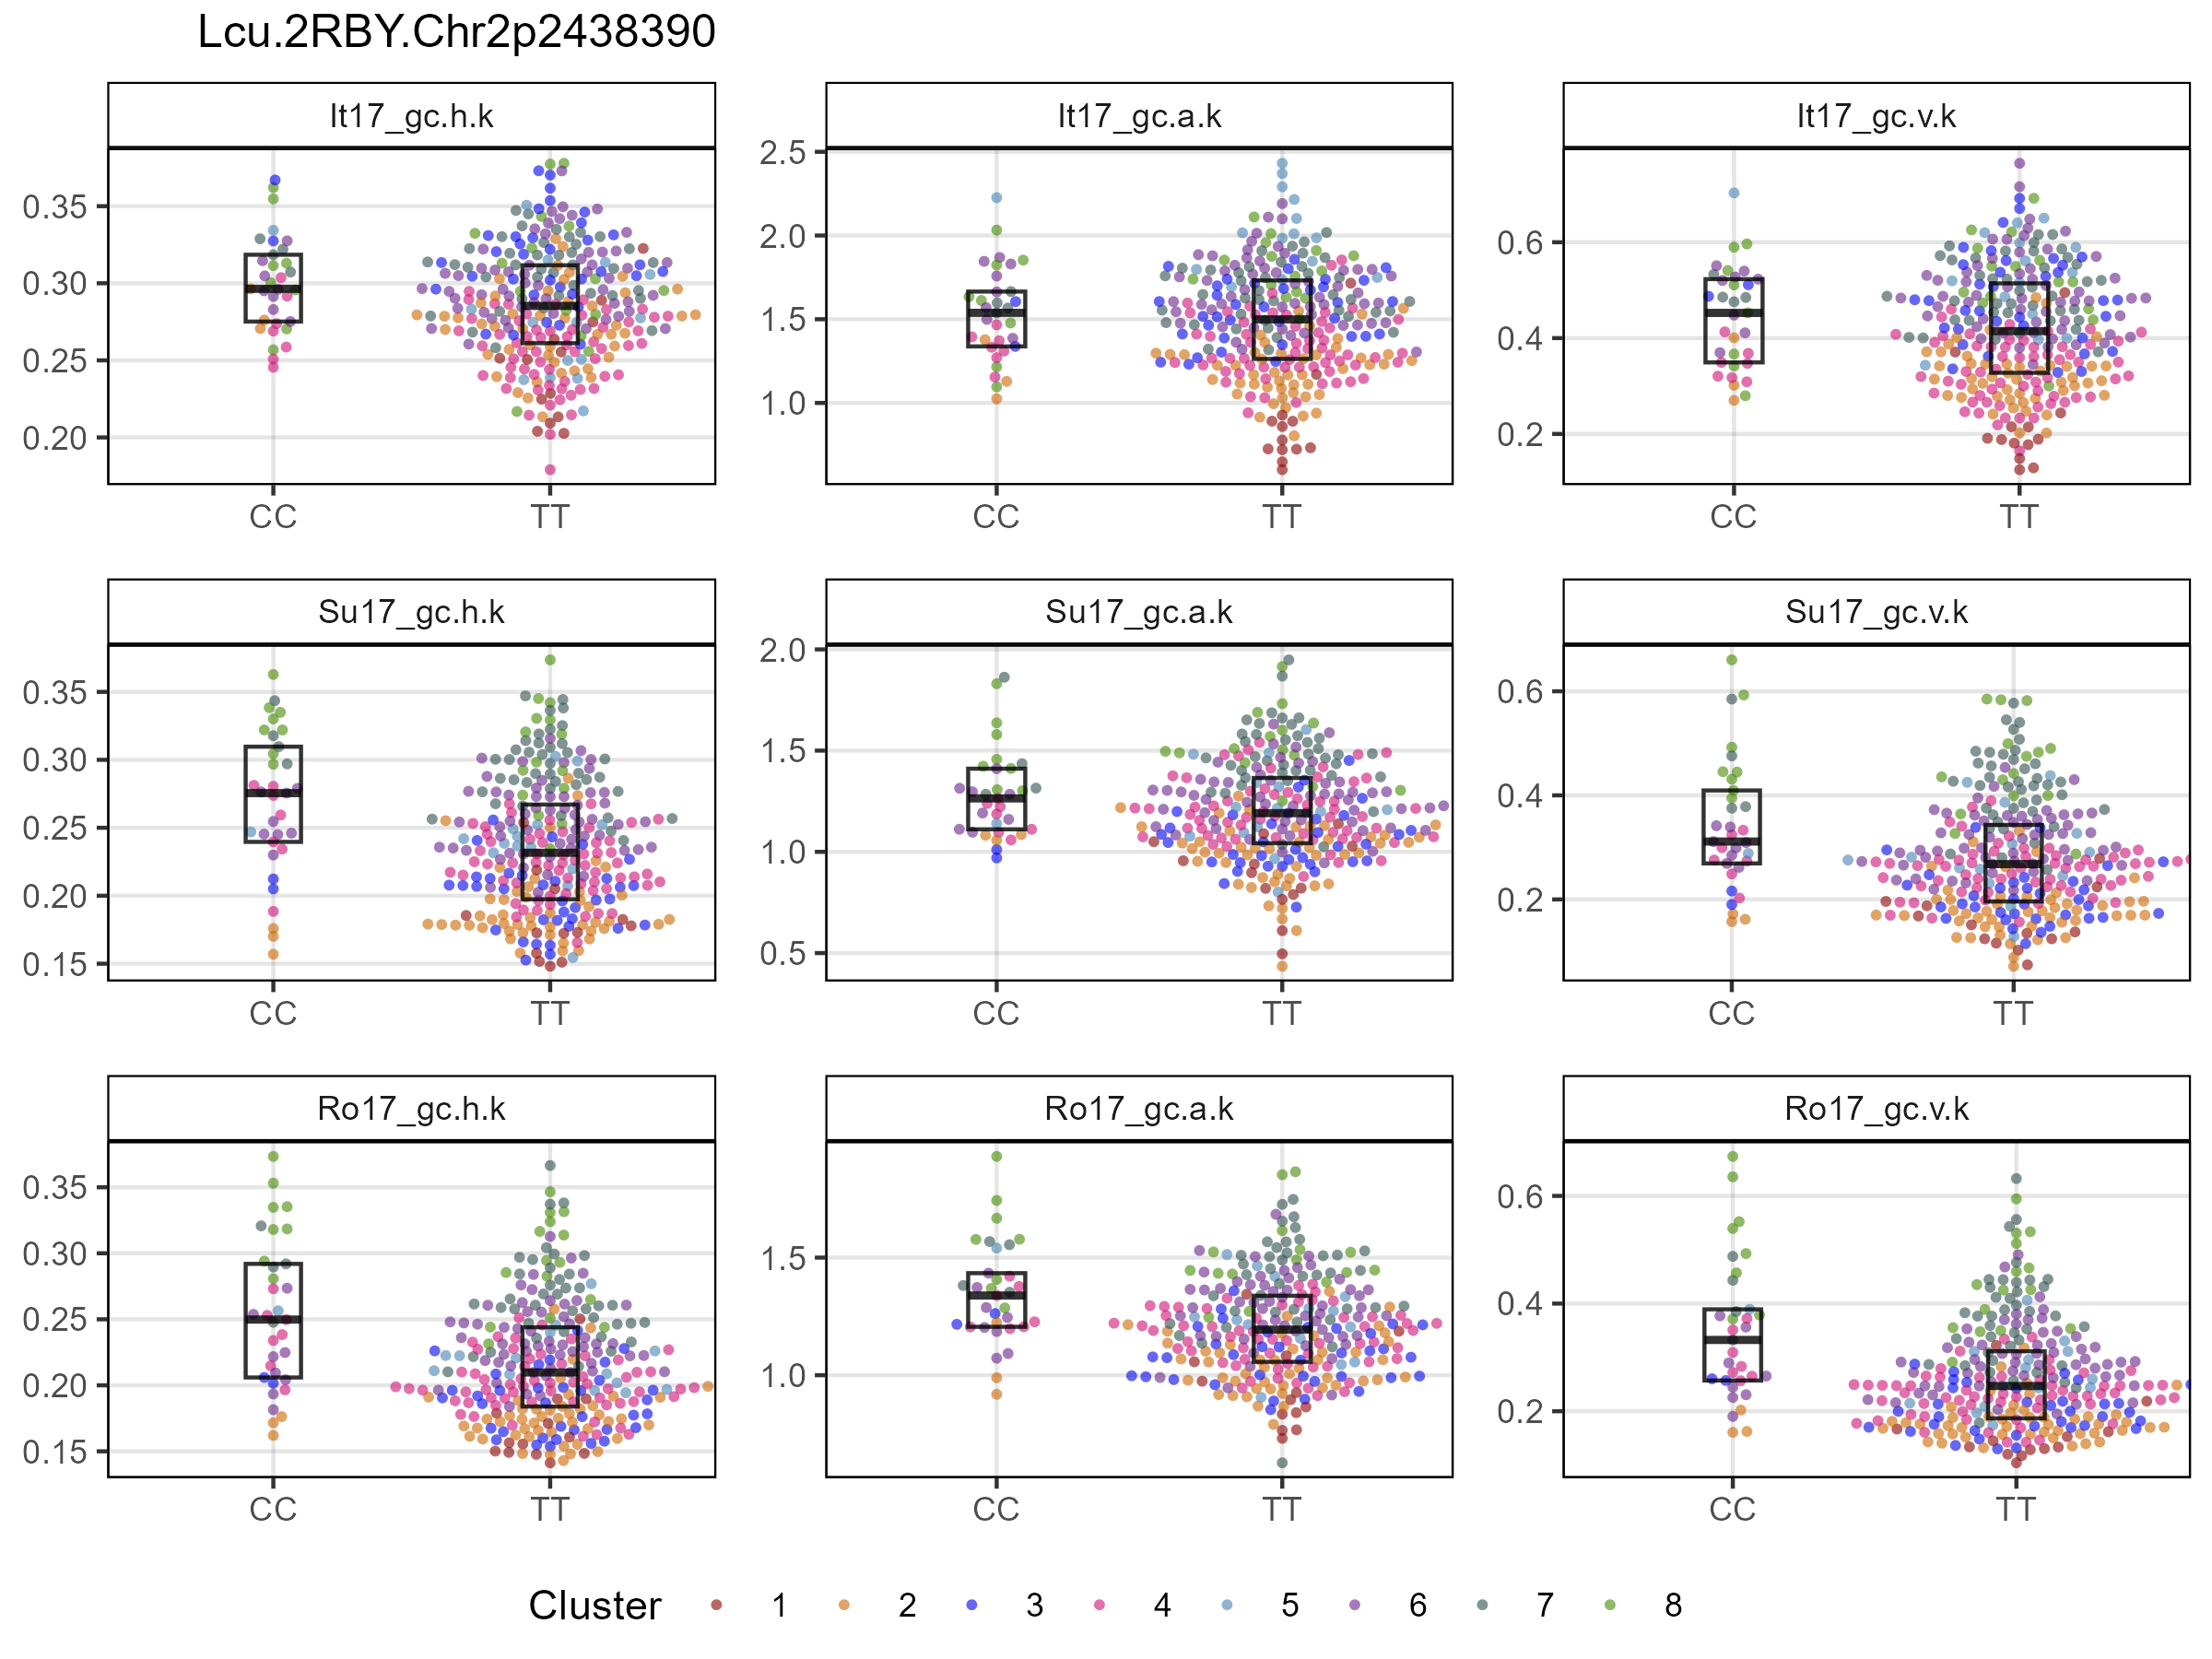 Lcu.2RBY.Chr2p2438390
It17_gc.h.k
It17_gc.a.k
It17_gc.v.k
0.35
0.30
0.25
0.20
CC TT
2.5
2.0
1.5
1.0
CC TT
0.6
0.4
0.2
CC TT
Su17_gc.h.k
Su17_gc.a.k
Su17_gc.v.k
0.35
0.30
0.25
0.20
0.15
CC TT
2.0
1.5
1.0
0.5
CC TT
0.6
0.4
0.2
CC TT
Ro17_gc.h.k
Ro17_gc.a.k
Ro17_gc.v.k
0.35
0.30
0.25
0.20
0.15
CC TT
1.5
1.0
CC TT
0.6
0.4
0.2
CC TT
Cluster 1 2 3 4 5 6 7 8